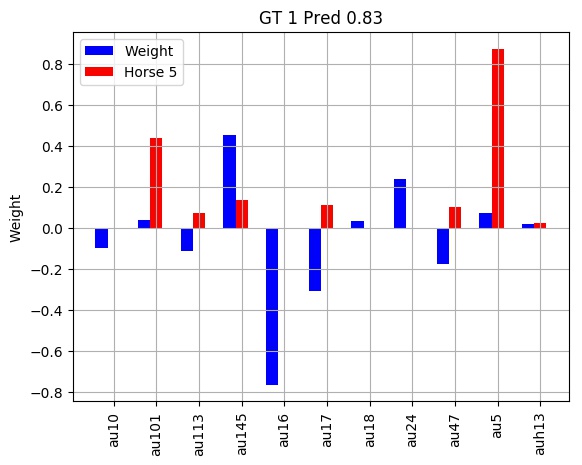 GT 1 Pred 0.83
Weight
Horse 5
Weight
0.8
0.6
0.4
0.2
0.0
−0.2
−0.4
−0.6
−0.8
au10
au101
au113
au145
au16
au17
au18
au24
au47
au5
auh13